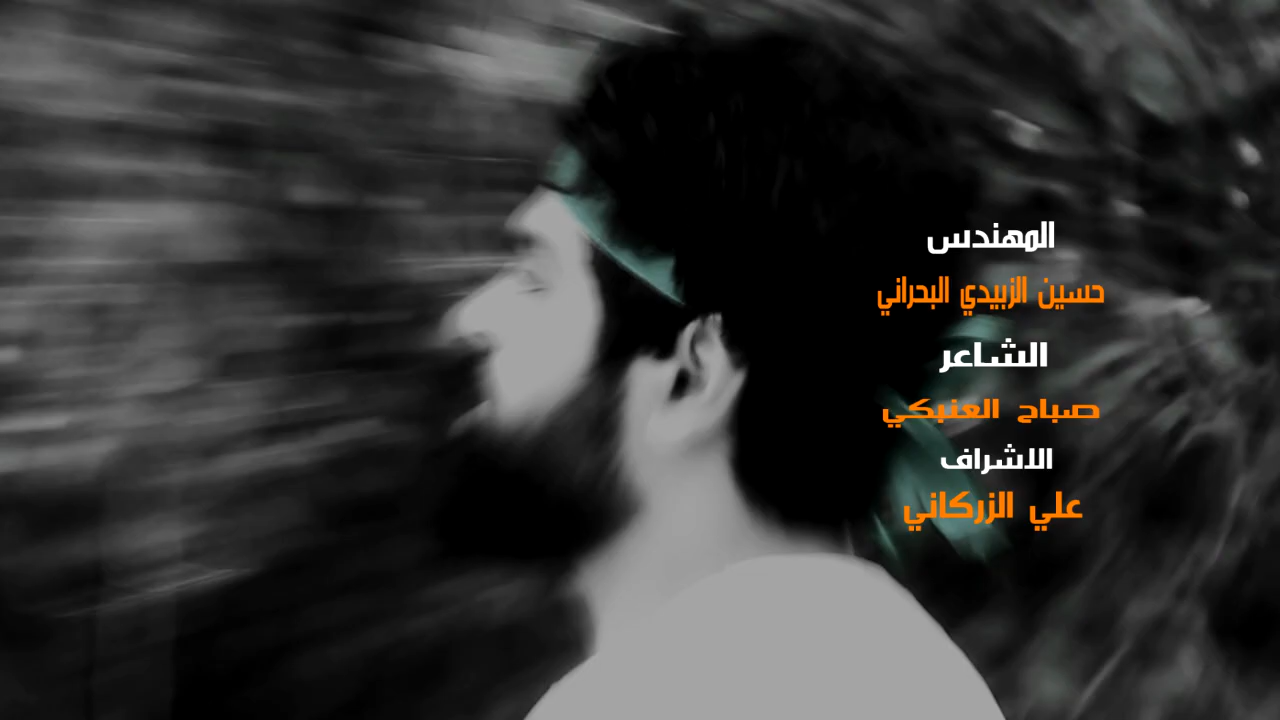 المهندس
حسين الزبيدي البحراني
الشاعر
صباح العنبكي
الاشراف
علي الزركاني